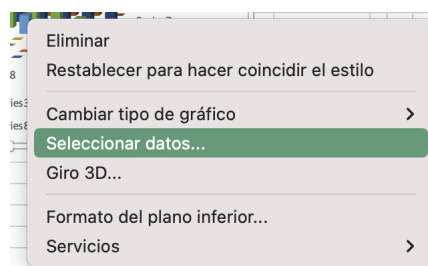 Eliminar
Restablecer para hacer coincidir el estilo
Cambiar tipo de gráfico
Seleccionar datos...
Giro 3D...
Formato del plano inferior...
Servicios
8